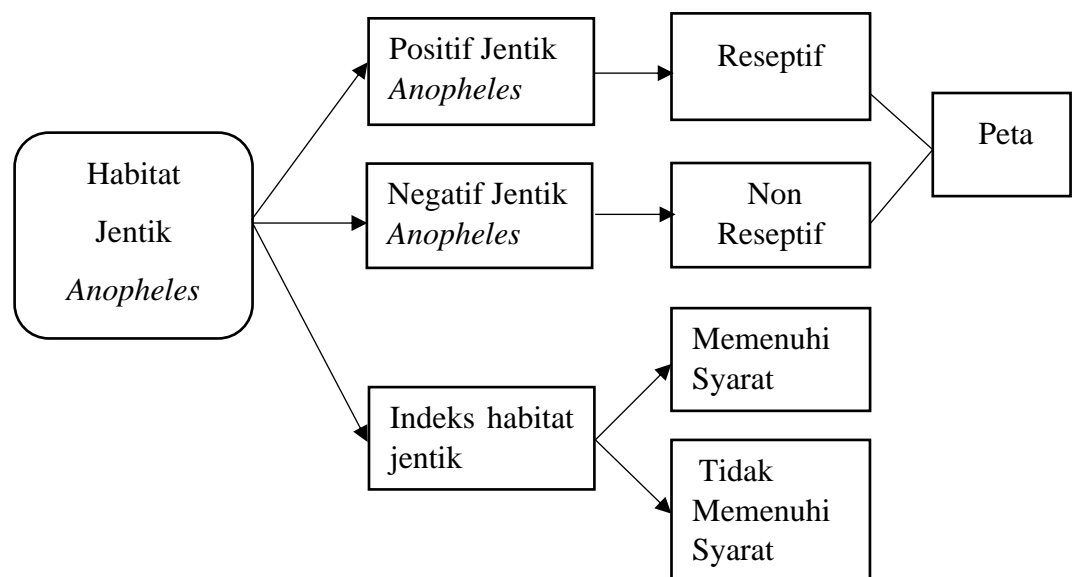 Habitat
Jentik
Anopheles
Positif Jentik
Anopheles
Reseptif
Negatif Jentik
Anopheles
Non
Reseptif
Peta
Indeks habitat
jentik
Memenuhi
Syarat
Tidak
Memenuhi
Syarat